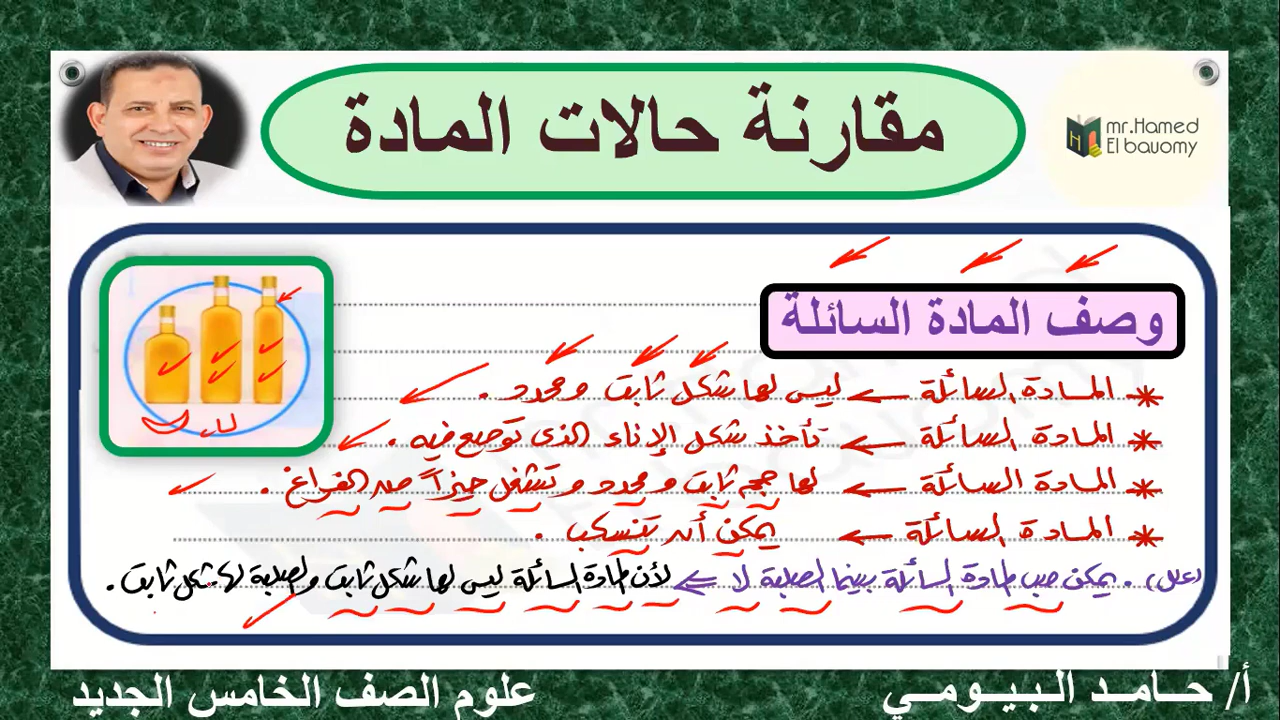 مقارنة حالات المادة
mr.Hamed
El bauomy
وصف المادة السائلة
* المادة السائلة ← ليس لها شكل ثابت ومحدد .
* المادة السائلة ← تأخذ شكل الإناء الذى توضع فيه .
* المادة السائلة ← لها حجم ثابت ومحدد وتشغل حيزاً من الفراغ .
* المادة السائلة ← يمكن أن تنسكب .
(علل) . يمكن صب المادة السائلة بينما الصلبة لا ⇐ لأن المادة السائلة ليس لها شكل ثابت والصلبة لها شكل ثابت .
أ/ حـامـد الـبـيـومـي
علوم الصف الخامس الجديد